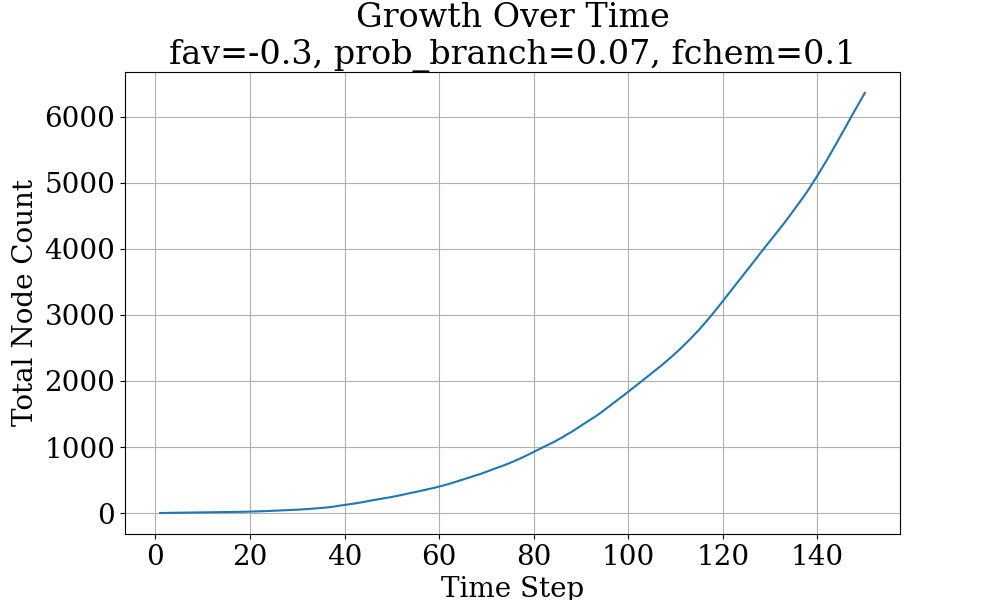 Growth Over Time
fav=-0.3, prob_branch=0.07, fchem=0.1
Total Node Count
6000
5000
4000
3000
2000
1000
0
0 20 40 60 80 100 120 140
Time Step